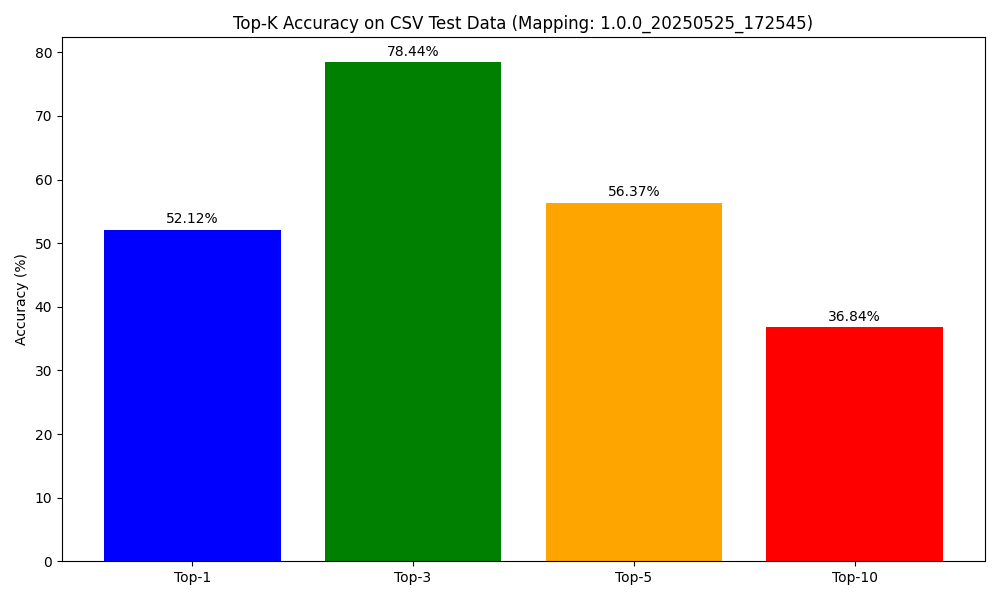 Top-K Accuracy on CSV Test Data (Mapping: 1.0.0_20250525_172545)
Accuracy (%)
80
70
60
50
40
30
20
10
0
52.12%
78.44%
56.37%
36.84%
Top-1
Top-3
Top-5
Top-10